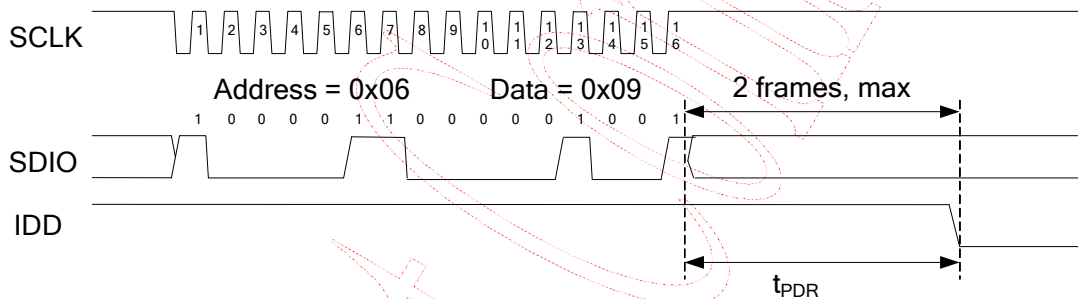 SCLK 1 2 3 4 5 6 7 8 9 10 11 12 13 14 15 16
Address = 0x06 Data = 0x09 2 frames, max
1 0 0 0 0 1 1 0 0 0 0 0 1 0 0 1
SDIO
IDD
tPDR